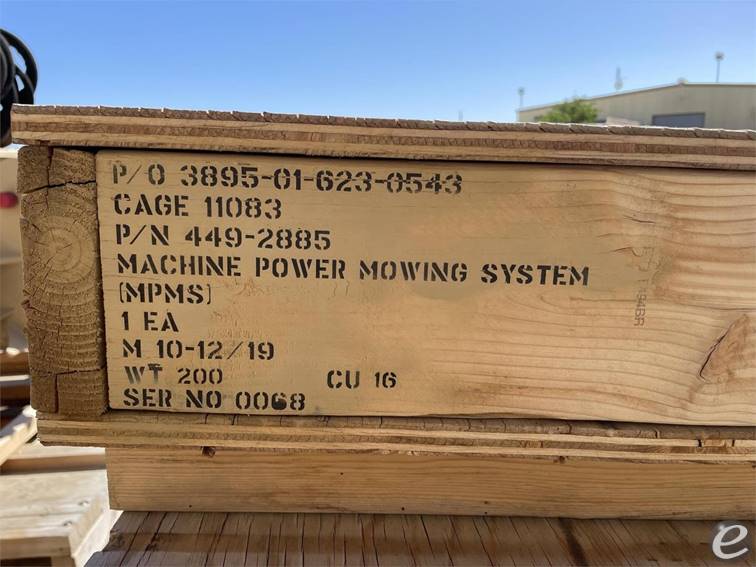 P/O 3895-01-623-0543
CAGE 11083
P/N 449-2885
MACHINE POWER MOWING SYSTEM
(MPMS)
1 EA
M 10-12/19
WT 200 CU 16
SER NO 0068
e